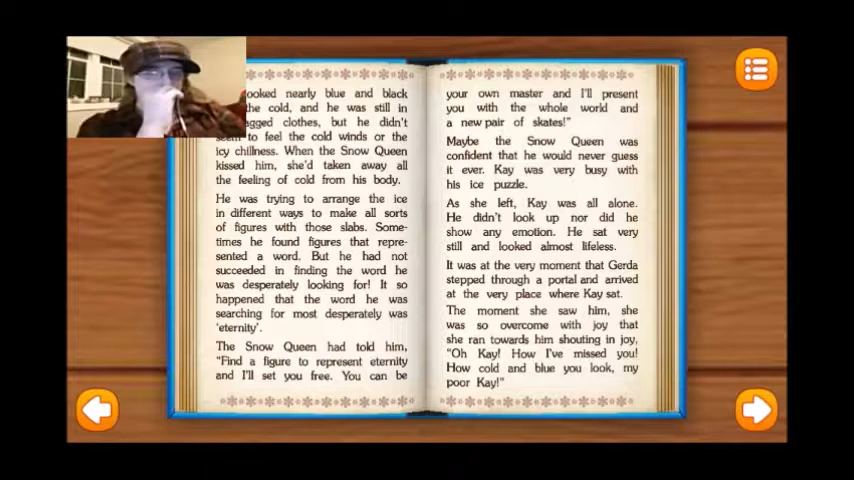 ooked nearly blue and black
the cold, and he was still in
agged clothes, but he didn't
seem to feel the cold winds or the
icy chillness. When the Snow Queen
kissed him, she'd taken away all
the feeling of cold from his body.
He was trying to arrange the ice
in different ways to make all sorts
of figures with those slabs. Some-
times he found figures that repre-
sented a word. But he had not
succeeded in finding the word he
was desperately looking for! It so
happened that the word he was
searching for most desperately was
'eternity'.
The Snow Queen had told him,
"Find a figure to represent eternity
and I'll set you free. You can be
your own master and I'll present
you with the whole world and
a new pair of skates!"
Maybe the Snow Queen was
confident that he would never guess
it ever. Kay was very busy with
his ice puzzle.
As she left, Kay was all alone.
He didn't look up nor did he
show any emotion. He sat very
still and looked almost lifeless.
It was at the very moment that Gerda
stepped through a portal and arrived
at the very place where Kay sat.
The moment she saw him, she
was so overcome with joy that
she ran towards him shouting in joy,
"Oh Kay! How I've missed you!
How cold and blue you look, my
poor Kay!"